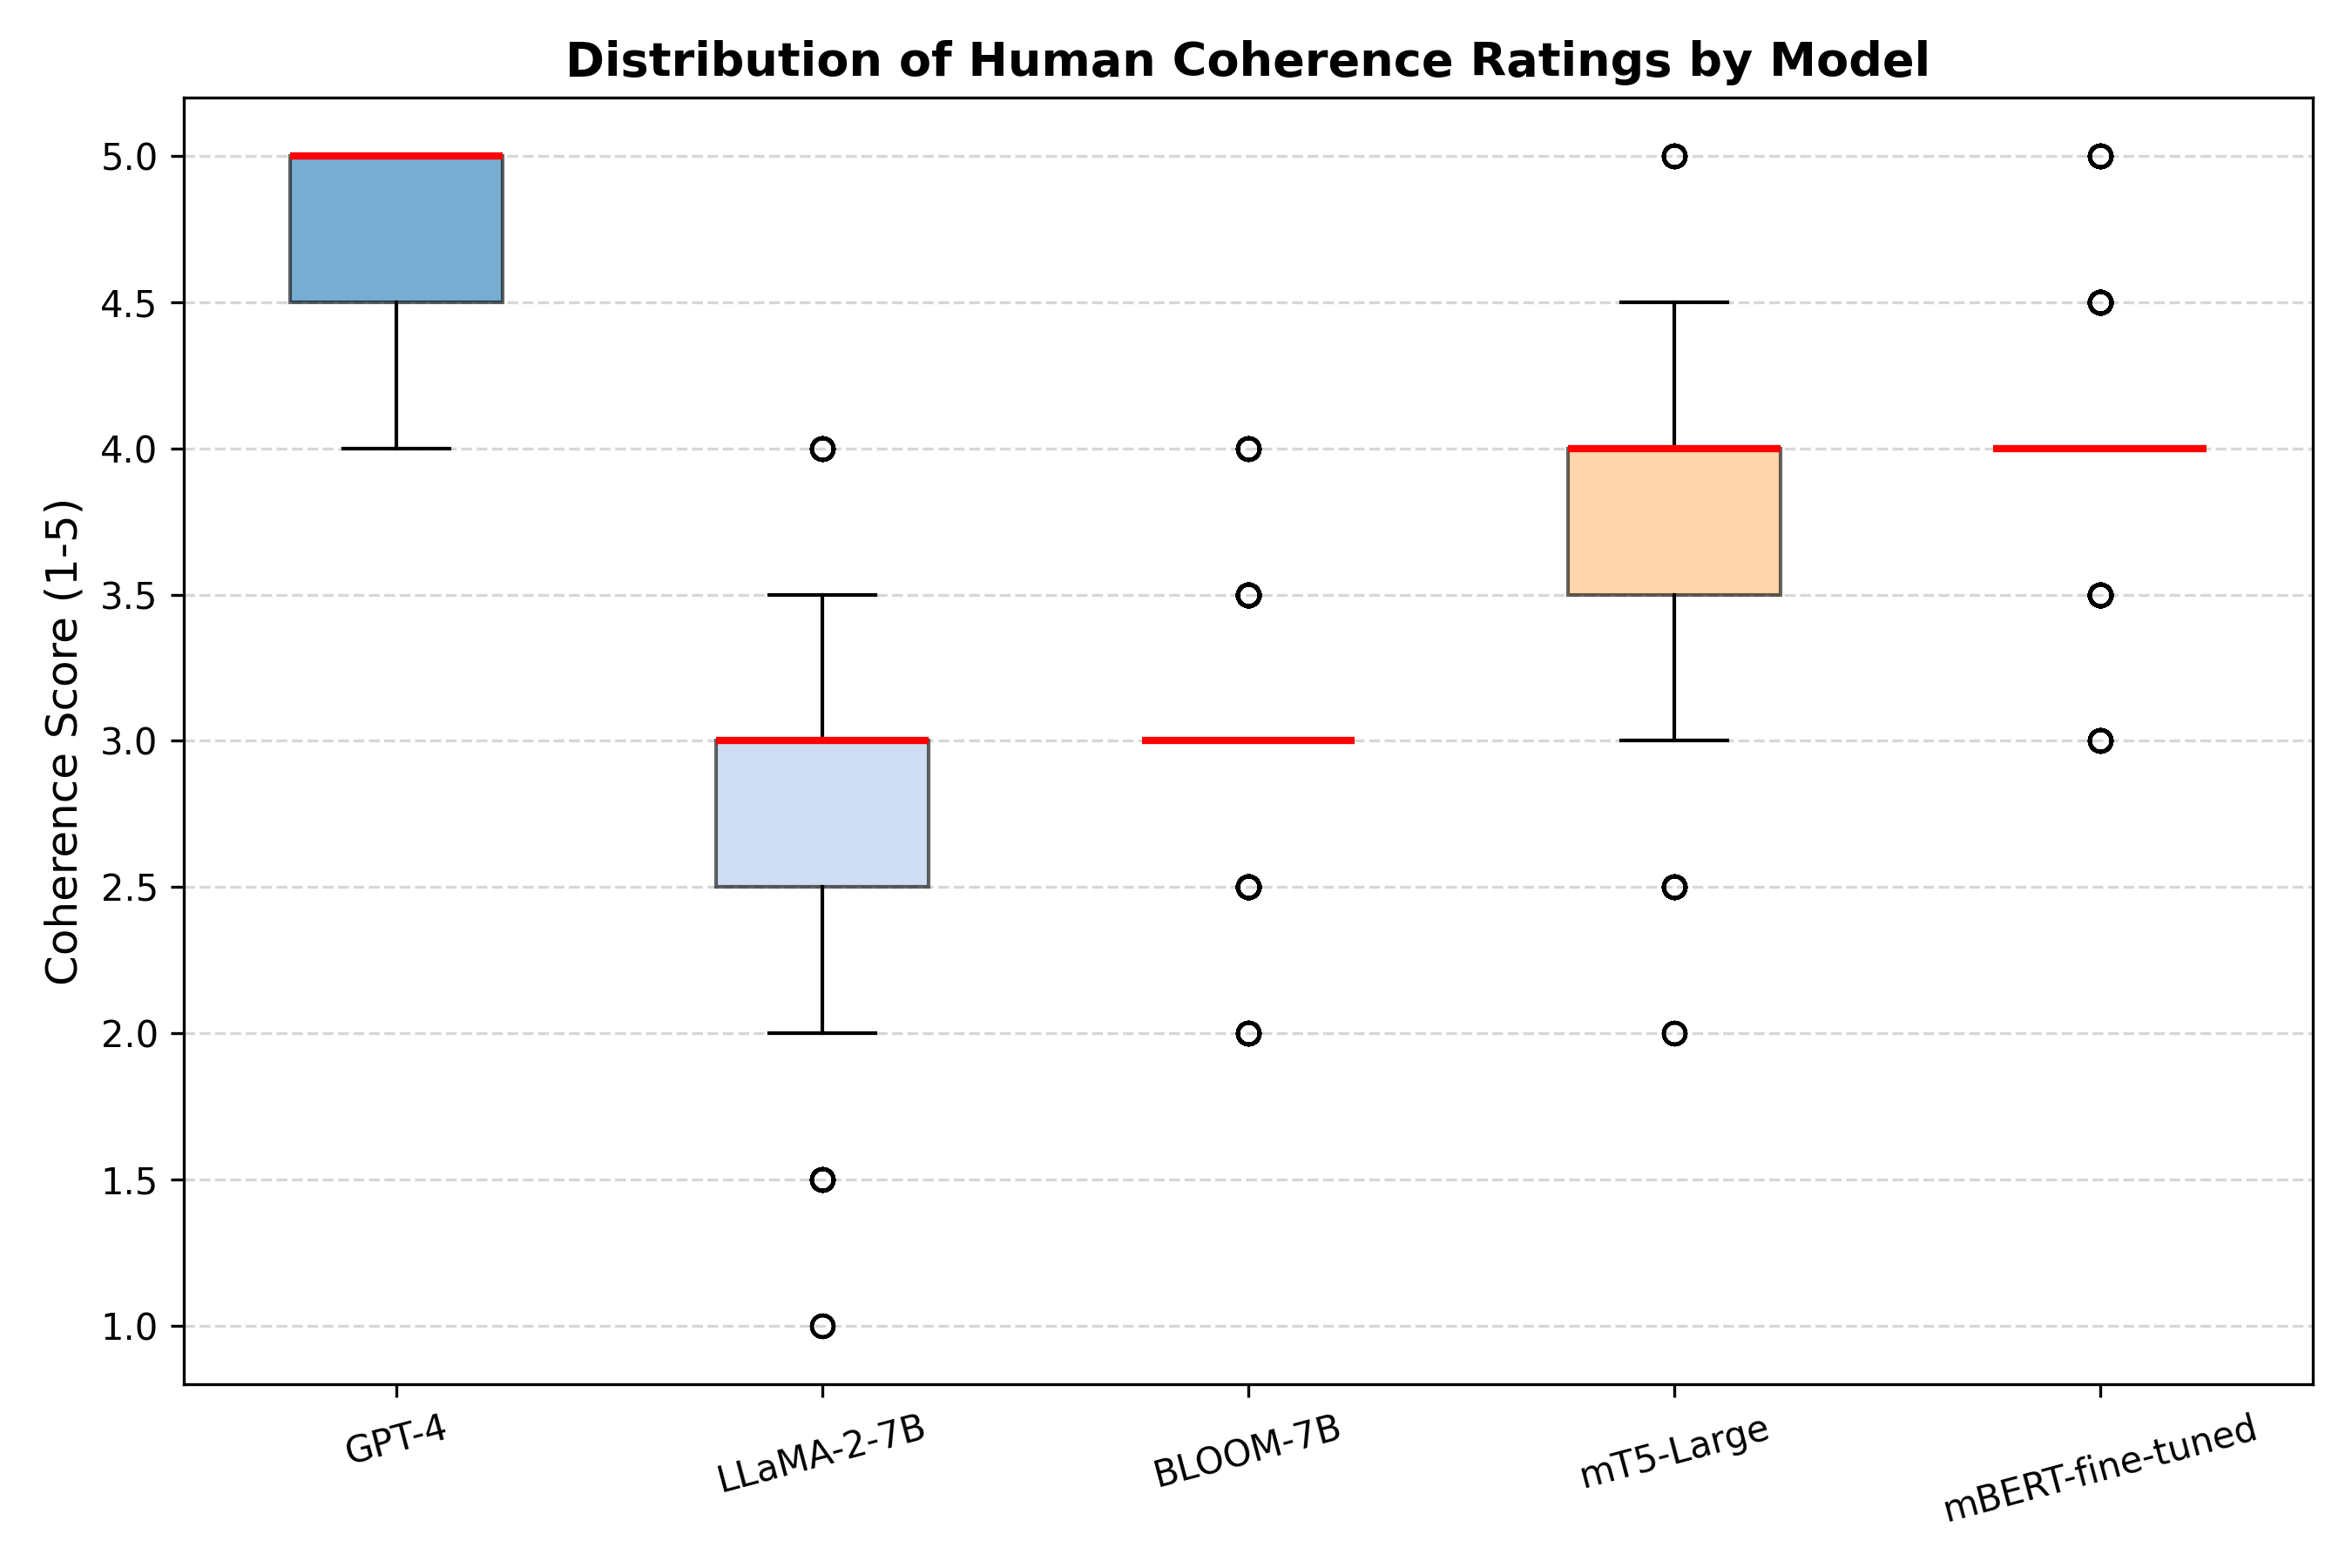 Distribution of Human Coherence Ratings by Model
Coherence Score (1-5)
5.0
4.5
4.0
3.5
3.0
2.5
2.0
1.5
1.0
GPT-4
LLaMA-2-7B
BLOOM-7B
mT5-Large
mBERT-fine-tuned